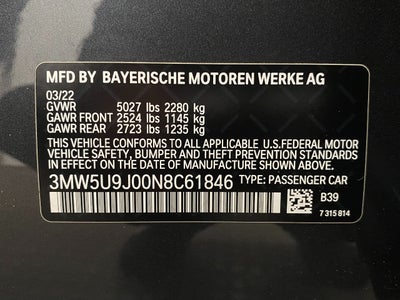 MFD BY BAYERISCHE MOTOREN WERKE AG
03/22
GVWR 5027 lbs 2280 kg
GAWR FRONT 2524 lbs 1145 kg
GAWR REAR 2723 lbs 1235 kg
THIS VEHICLE CONFORMS TO ALL APPLICABLE U.S.FEDERAL MOTOR
VEHICLE SAFETY, BUMPER, AND THEFT PREVENTION STANDARDS
IN EFFECT ON THE DATE OF MANUFACTURE SHOWN ABOVE.
3MW5U9J00N8C61846 TYPE: PASSENGER CAR
B39
7 315 814